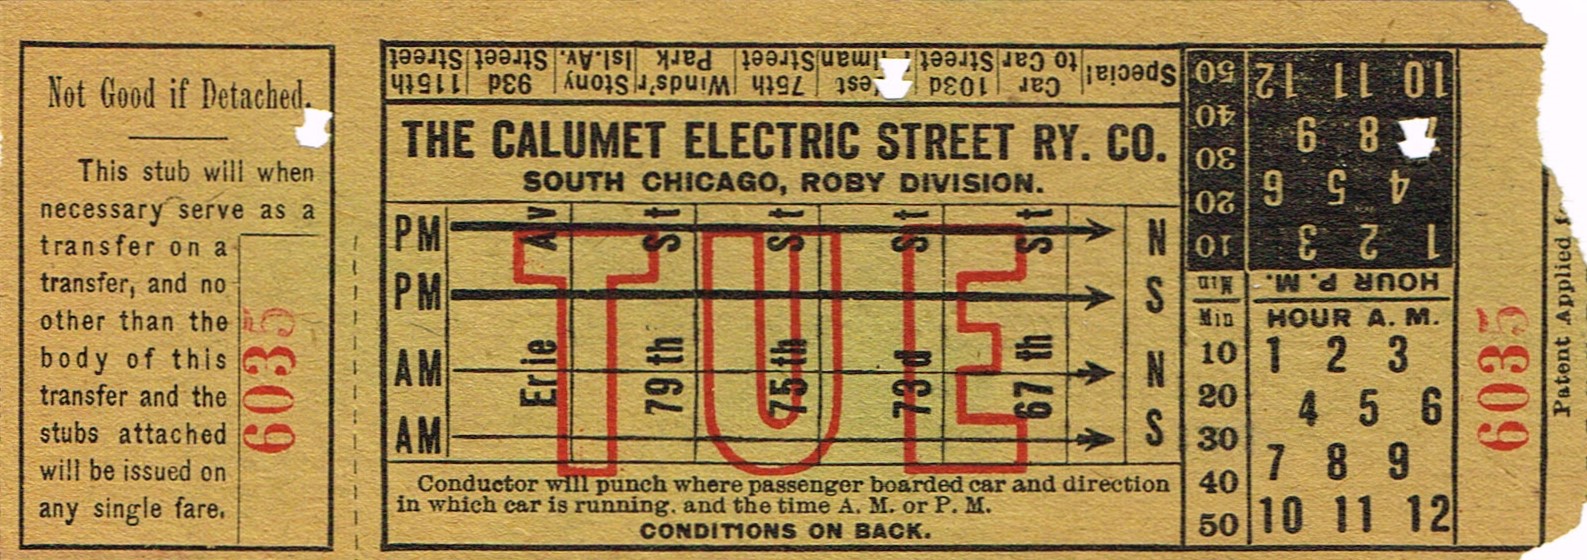 Not Good if Detached.
This stub will when
necessary serve as a
transfer on a
transfer, and no
other than the
body of this
transfer and the
stubs attached
will be issued on
any single fare.
6035
115th Street
93d Street
Stony Isl. Av.
Winds'r Park
75th Street
103d Street
Car to Car
Special
THE CALUMET ELECTRIC STREET RY. CO.
SOUTH CHICAGO, ROBY DIVISION.
PM N
PM S
AM N
AM S
Erie Av
79th St
75th St
73d St
67th St
TUE
Conductor will punch where passenger boarded car and direction
in which car is running, and the time A. M. or P. M.
CONDITIONS ON BACK.
HOUR P. M. Min
1 2 3 10
4 5 6 20
30
8 9 40
10 11 12 50
Min HOUR A. M.
10 1 2 3
20 4 5 6
30 7 8 9
40
50 10 11 12
6035
Patent Applied